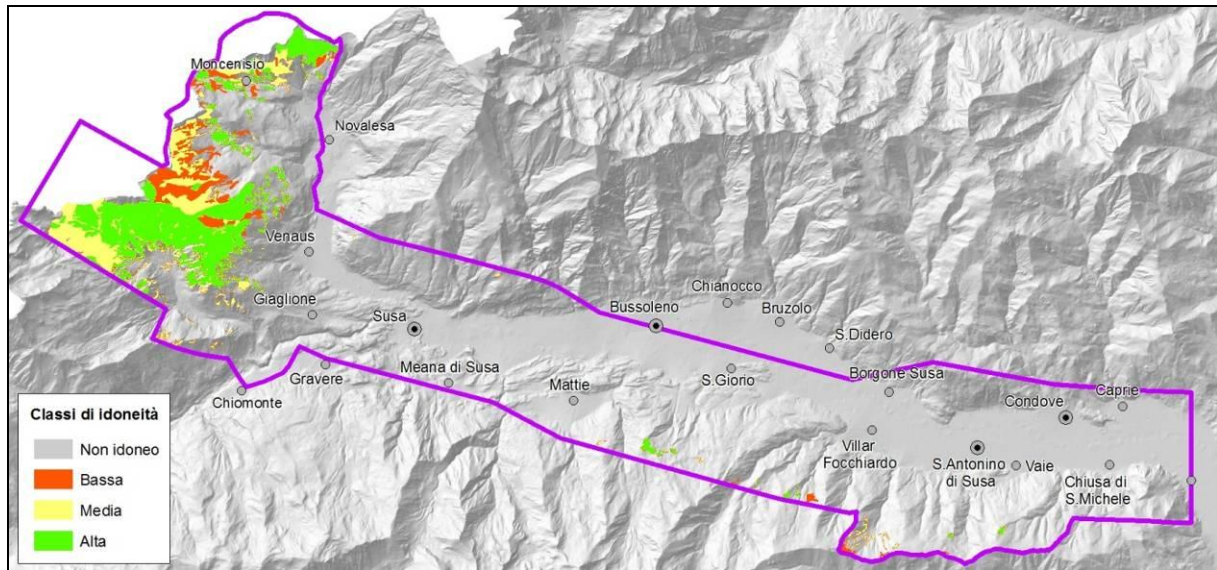 Moncenisio
Novalesa
Venaus
Giaglione
Susa
Bussoleno
Chianocco
Bruzolo
S.Didero
Gravere
Meana di Susa
Chiomonte
Mattie
S.Giorio
Borgone Susa
Condove
Caprie
Villar
Focchiardo
S.Antonino
di Susa
Vaie
Chiusa di
S.Michele
Classi di idoneità
Non idoneo
Bassa
Media
Alta